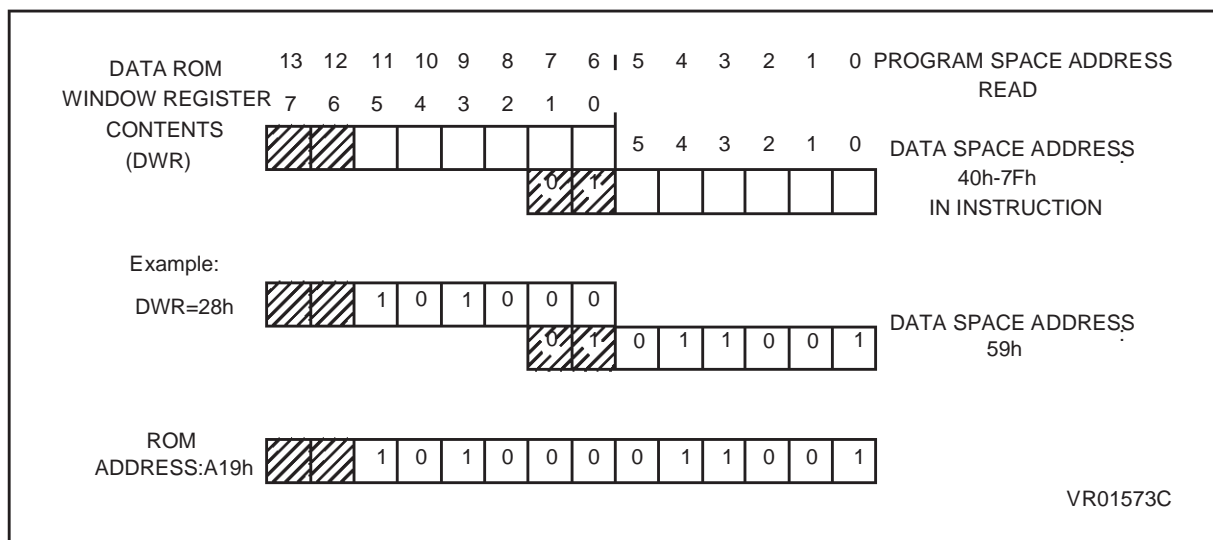 DATA ROM
WINDOW REGISTER
CONTENTS
(DWR)
13 12 11 10 9 8 7 6 5 4 3 2 1 0
7 6 5 4 3 2 1 0
PROGRAM SPACE ADDRESS
READ
5 4 3 2 1 0
0 1
DATA SPACE ADDRESS
:
40h-7Fh
IN INSTRUCTION
Example:
DWR=28h
1 0 1 0 0 0
0 1 0 1 1 0 0 1
DATA SPACE ADDRESS
:
59h
ROM
ADDRESS:A19h
1 0 1 0 0 0 0 1 1 0 0 1
VR01573C